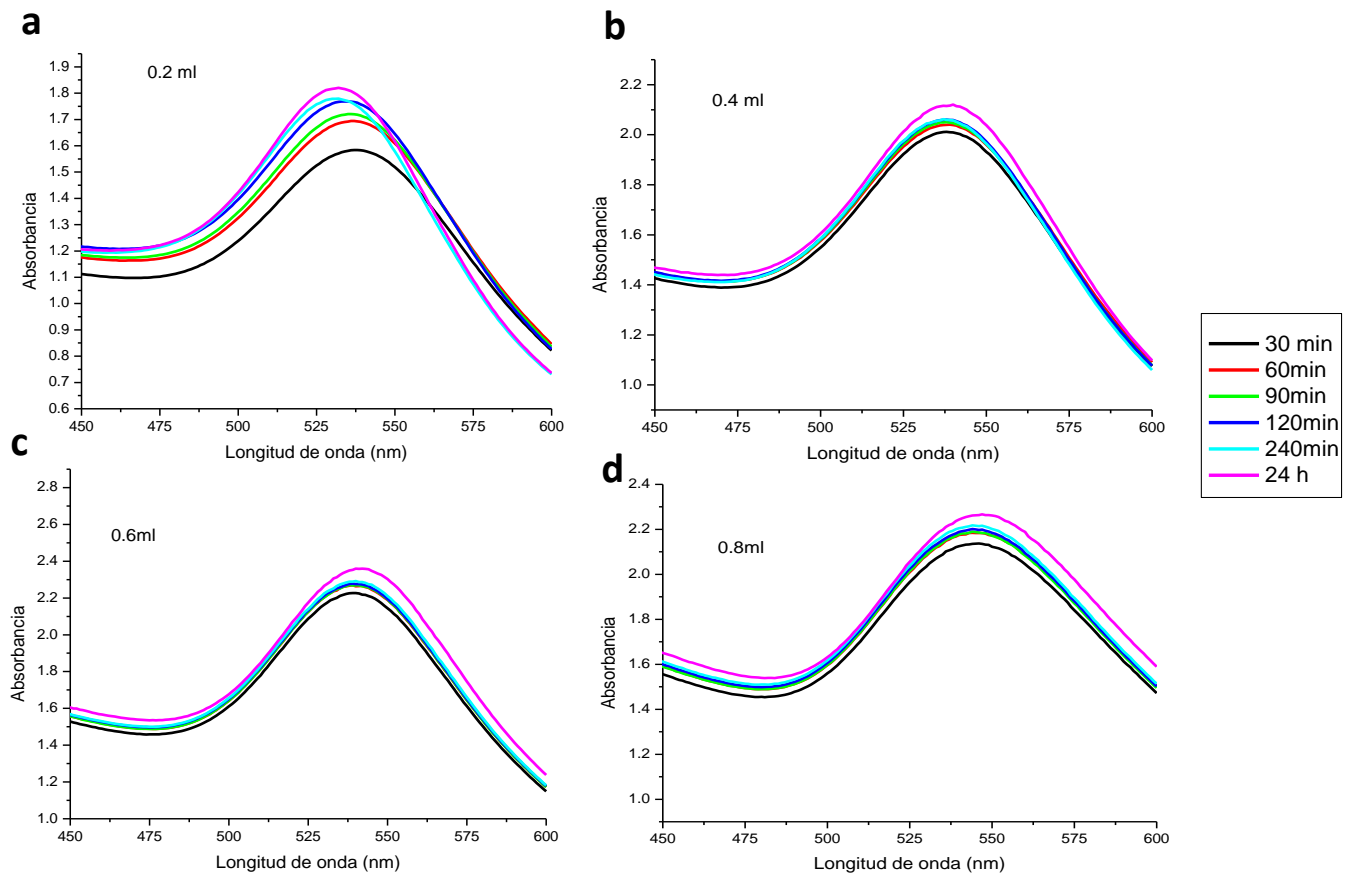 a
0.2 ml
1.9
1.8
1.7
1.6
1.5
1.4
1.3
1.2
1.1
1.0
0.9
0.8
0.7
0.6
Absorbancia
450 475 500 525 550 575 600
Longitud de onda (nm)
b
0.4 ml
2.2
2.0
1.8
1.6
1.4
1.2
1.0
Absorbancia
450 475 500 525 550 575 600
Longitud de onda (nm)
30 min
60min
90min
120min
240min
24 h
c
0.6ml
2.8
2.6
2.4
2.2
2.0
1.8
1.6
1.4
1.2
1.0
Absorbancia
450 475 500 525 550 575 600
Longitud de onda (nm)
d
0.8ml
2.4
2.2
2.0
1.8
1.6
1.4
1.2
1.0
Absorbancia
450 475 500 525 550 575 600
Longitud de onda (nm)